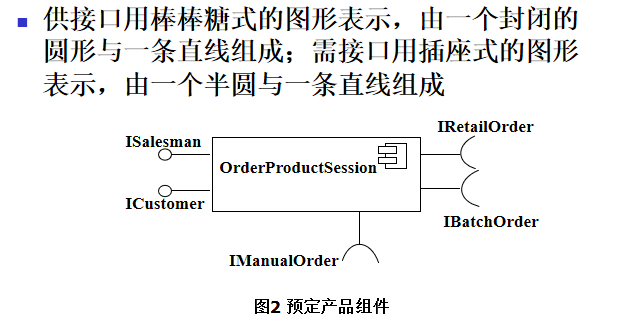 供接口用棒棒糖式的图形表示，由一个封闭的
圆形与一条直线组成；需接口用插座式的图形
表示，由一个半圆与一条直线组成
IRetailOrder
ISalesman
OrderProductSession
ICustomer
IBatchOrder
IManualOrder
图2 预定产品组件